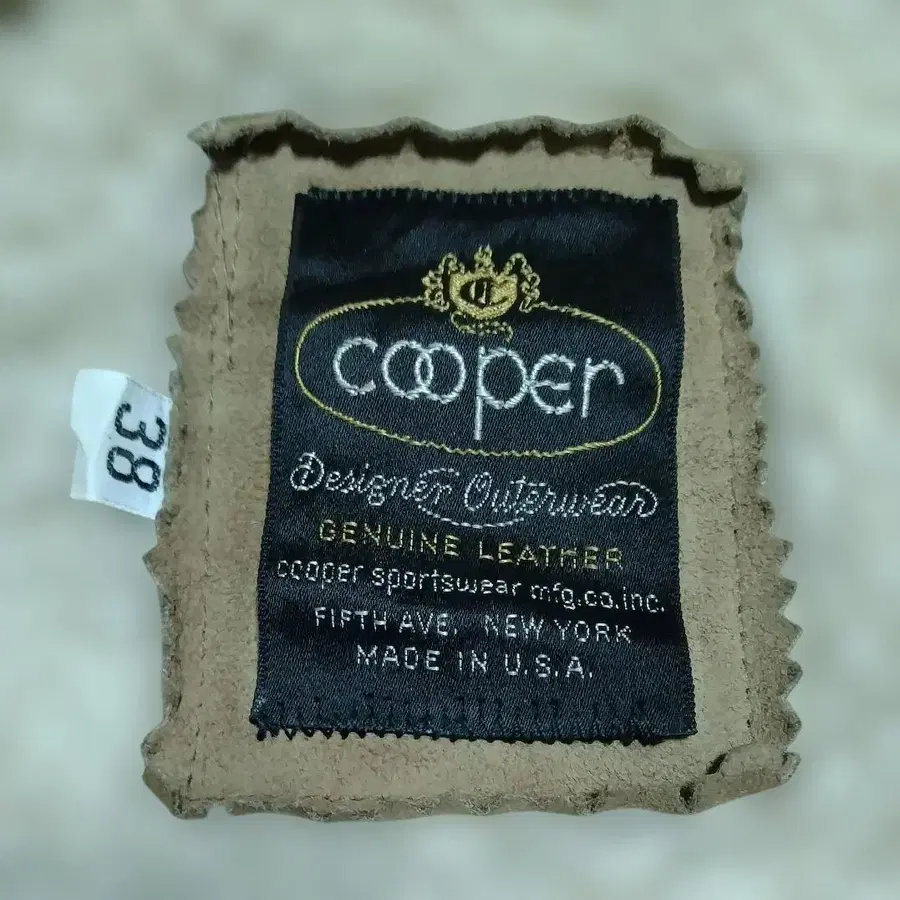 cooper
Designer Outerwear
GENUINE LEATHER
cooper sportswear mfg.co.inc.
FIFTH AVE. NEW YORK
MADE IN U.S.A.
38